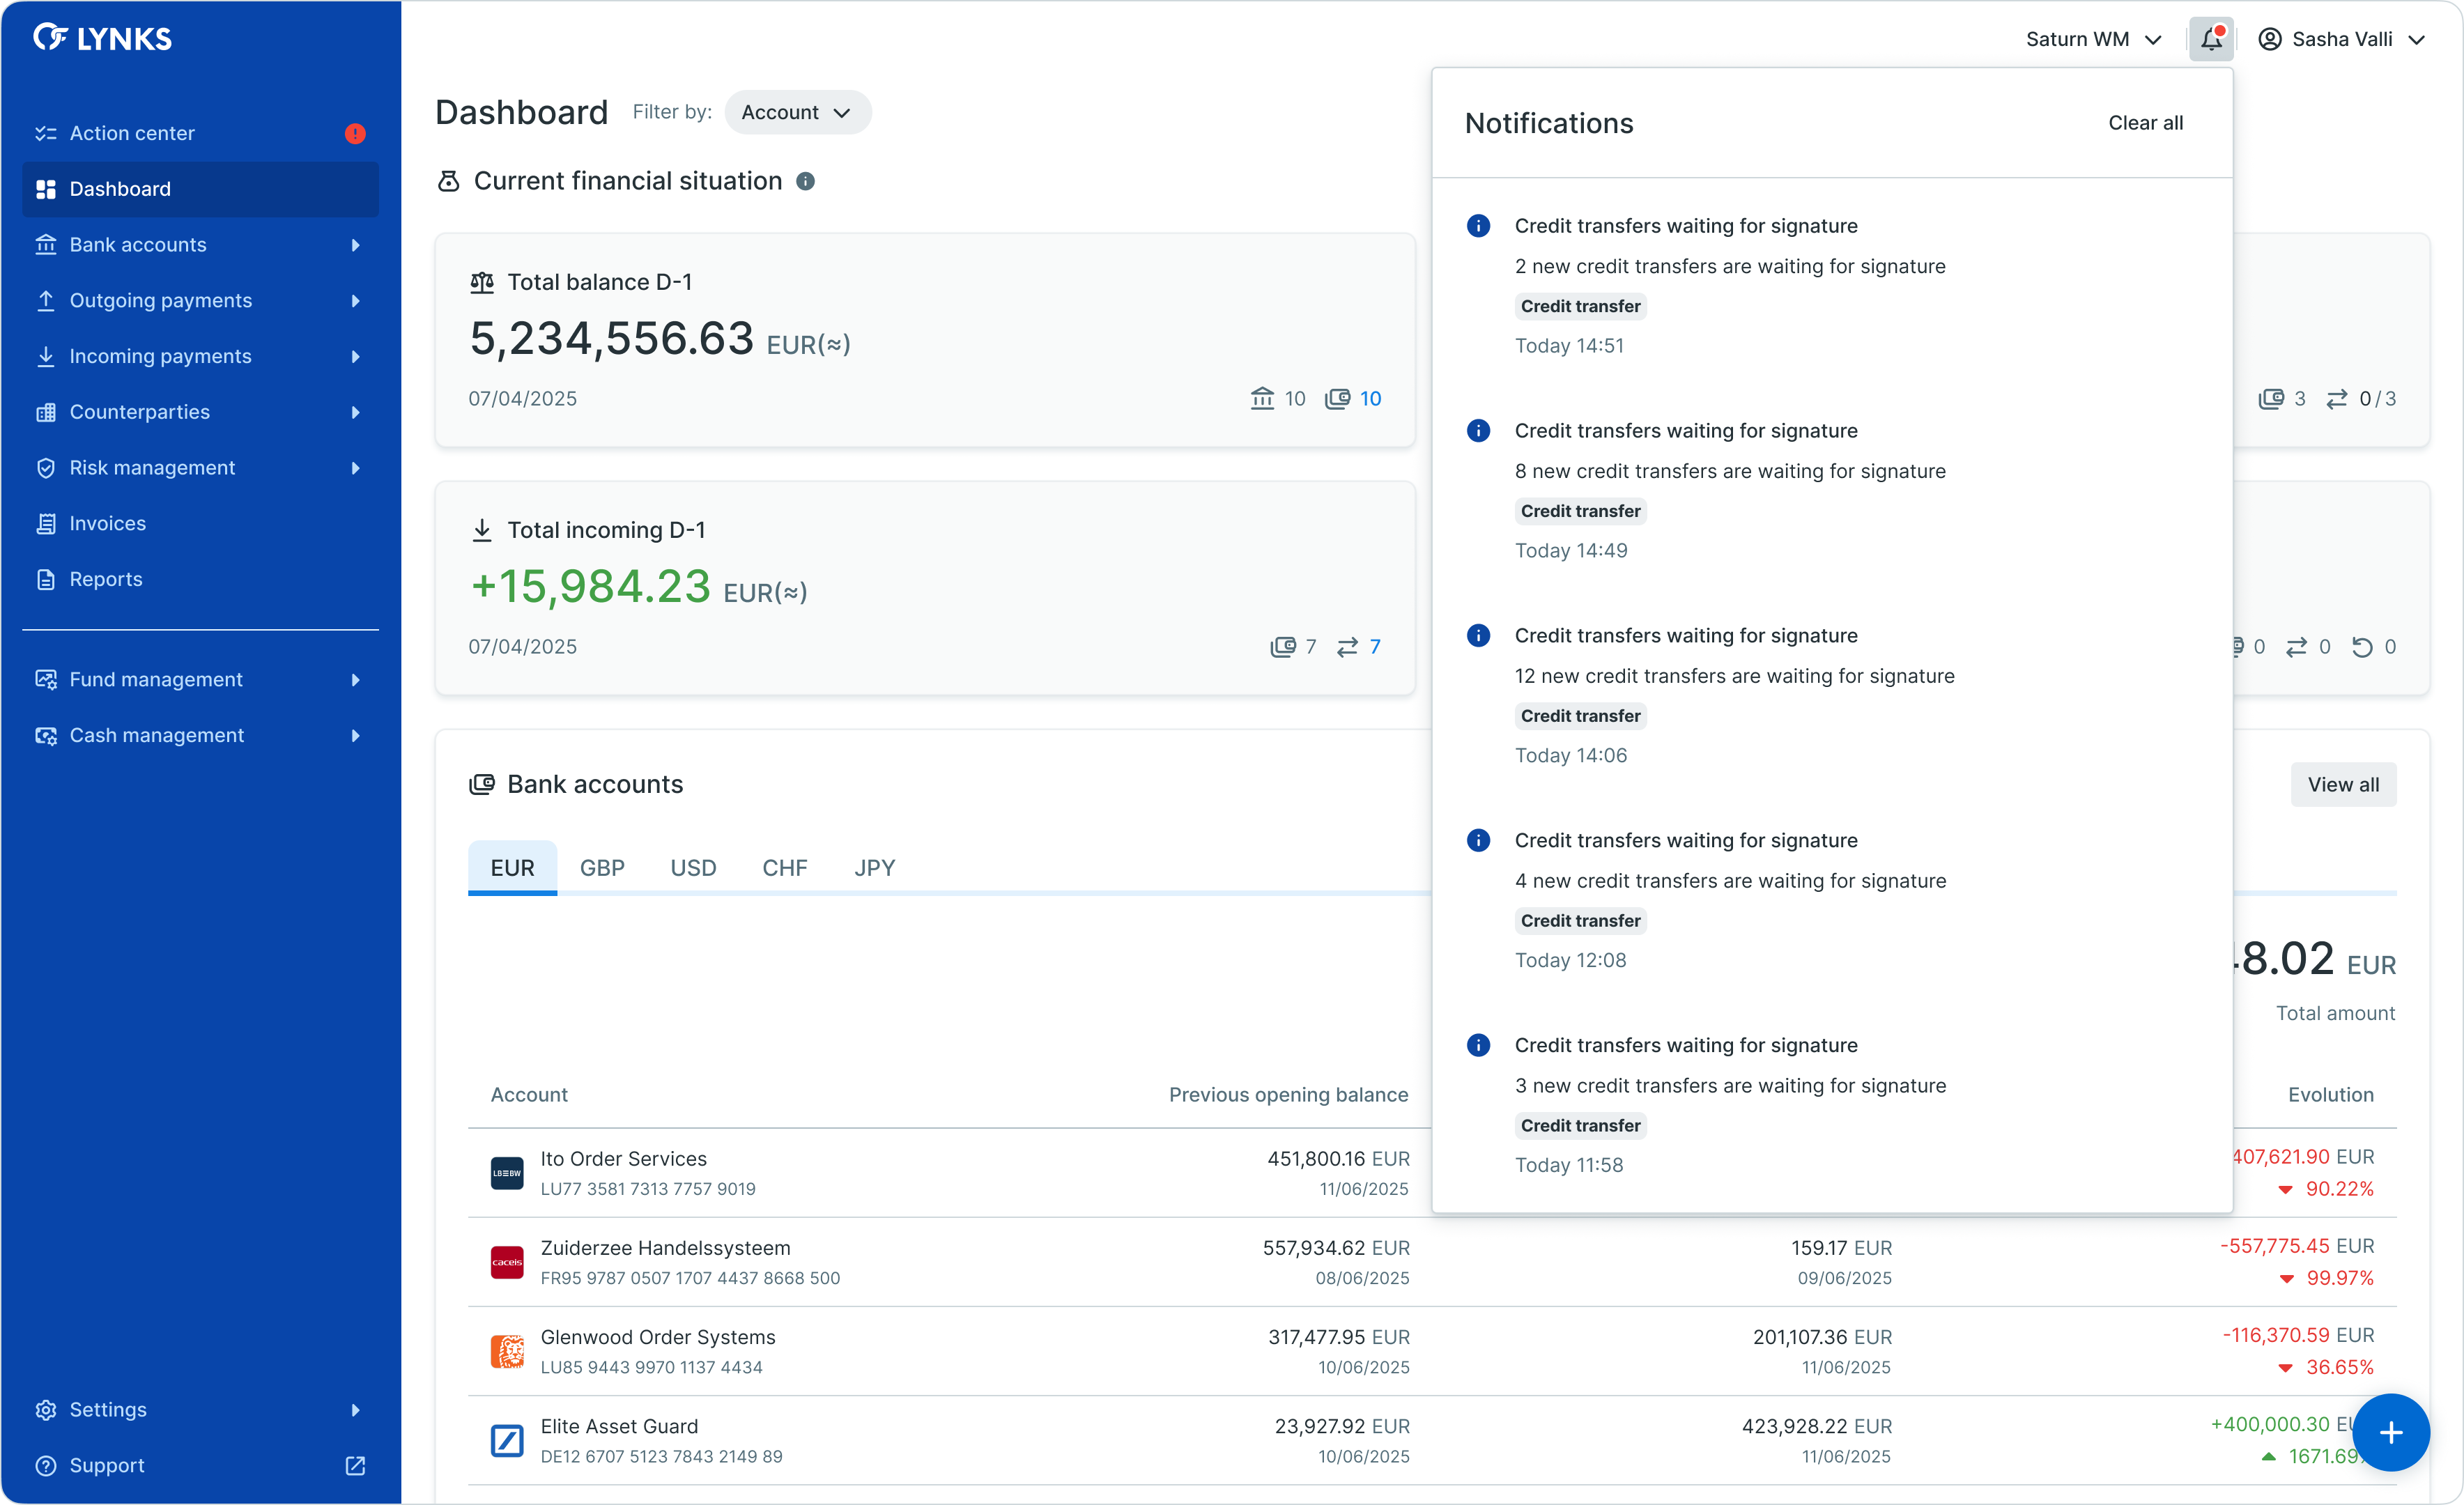 LYNKS
Saturn WM
Sasha Valli
Action center
Dashboard
Bank accounts
Outgoing payments
Incoming payments
Counterparties
Risk management
Invoices
Reports
Fund management
Cash management
Settings
Support
Dashboard
Filter by:
Account
Current financial situation
Total balance D-1
5,234,556.63 EUR(≈)
07/04/2025
10
10
3
0/3
Total incoming D-1
+15,984.23 EUR(≈)
07/04/2025
7
7
0
0
0
Bank accounts
View all
EUR
GBP
USD
CHF
JPY
8.02 EUR
Total amount
Account
Previous opening balance
Evolution
LB≡BW
Ito Order Services
LU77 3581 7313 7757 9019
451,800.16 EUR
11/06/2025
407,621.90 EUR
90.22%
caceis
Zuiderzee Handelssysteem
FR95 9787 0507 1707 4437 8668 500
557,934.62 EUR
08/06/2025
159.17 EUR
09/06/2025
-557,775.45 EUR
99.97%
Glenwood Order Systems
LU85 9443 9970 1137 4434
317,477.95 EUR
10/06/2025
201,107.36 EUR
11/06/2025
-116,370.59 EUR
36.65%
Elite Asset Guard
DE12 6707 5123 7843 2149 89
23,927.92 EUR
10/06/2025
423,928.22 EUR
11/06/2025
+400,000.30
1671.69
Notifications
Clear all
Credit transfers waiting for signature
2 new credit transfers are waiting for signature
Credit transfer
Today 14:51
Credit transfers waiting for signature
8 new credit transfers are waiting for signature
Credit transfer
Today 14:49
Credit transfers waiting for signature
12 new credit transfers are waiting for signature
Credit transfer
Today 14:06
Credit transfers waiting for signature
4 new credit transfers are waiting for signature
Credit transfer
Today 12:08
Credit transfers waiting for signature
3 new credit transfers are waiting for signature
Credit transfer
Today 11:58